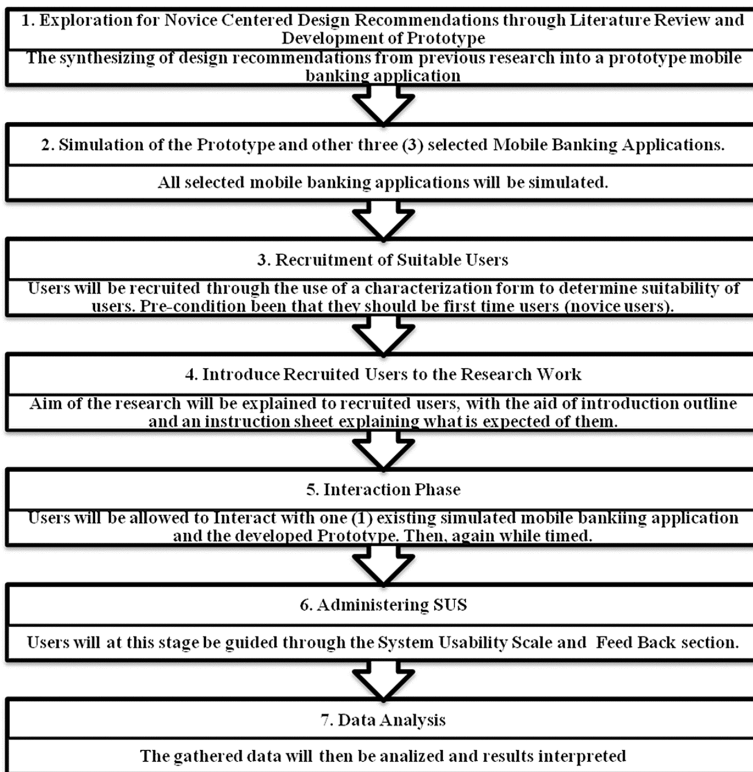 1. Exploration for Novice Centered Design Recommendations through Literature Review and
Development of Prototype
The synthesizing of design recommendations from previous research into a prototype mobile
banking application
2. Simulation of the Prototype and other three (3) selected Mobile Banking Applications.
All selected mobile banking applications will be simulated.
3. Recruitment of Suitable Users
Users will be recruited through the use of a characterization form to determine suitability of
users. Pre-condition been that they should be first time users (novice users).
4. Introduce Recruited Users to the Research Work
Aim of the research will be explained to recruited users, with the aid of introduction outline
and an instruction sheet explaining what is expected of them.
5. Interaction Phase
Users will be allowed to Interact with one (1) existing simulated mobile bankiing application
and the developed Prototype. Then, again while timed.
6. Administering SUS
Users will at this stage be guided through the System Usability Scale and Feed Back section.
7. Data Analysis
The gathered data will then be analized and results interpreted